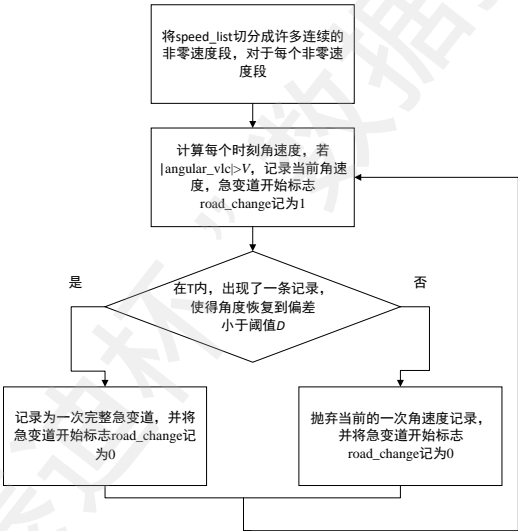 将speed_list切分成许多连续的
非零速度段，对于每个非零速
度段
计算每个时刻角速度，若
|angular_vlc|>V，记录当前角速
度，急变道开始标志
road_change记为1
是
在T内，出现了一条记录，
使得角度恢复到偏差
小于阈值D
否
记录为一次完整急变道，并将
急变道开始标志road_change记
为0
抛弃当前的一次角速度记录，
并将急变道开始标志
road_change记为0